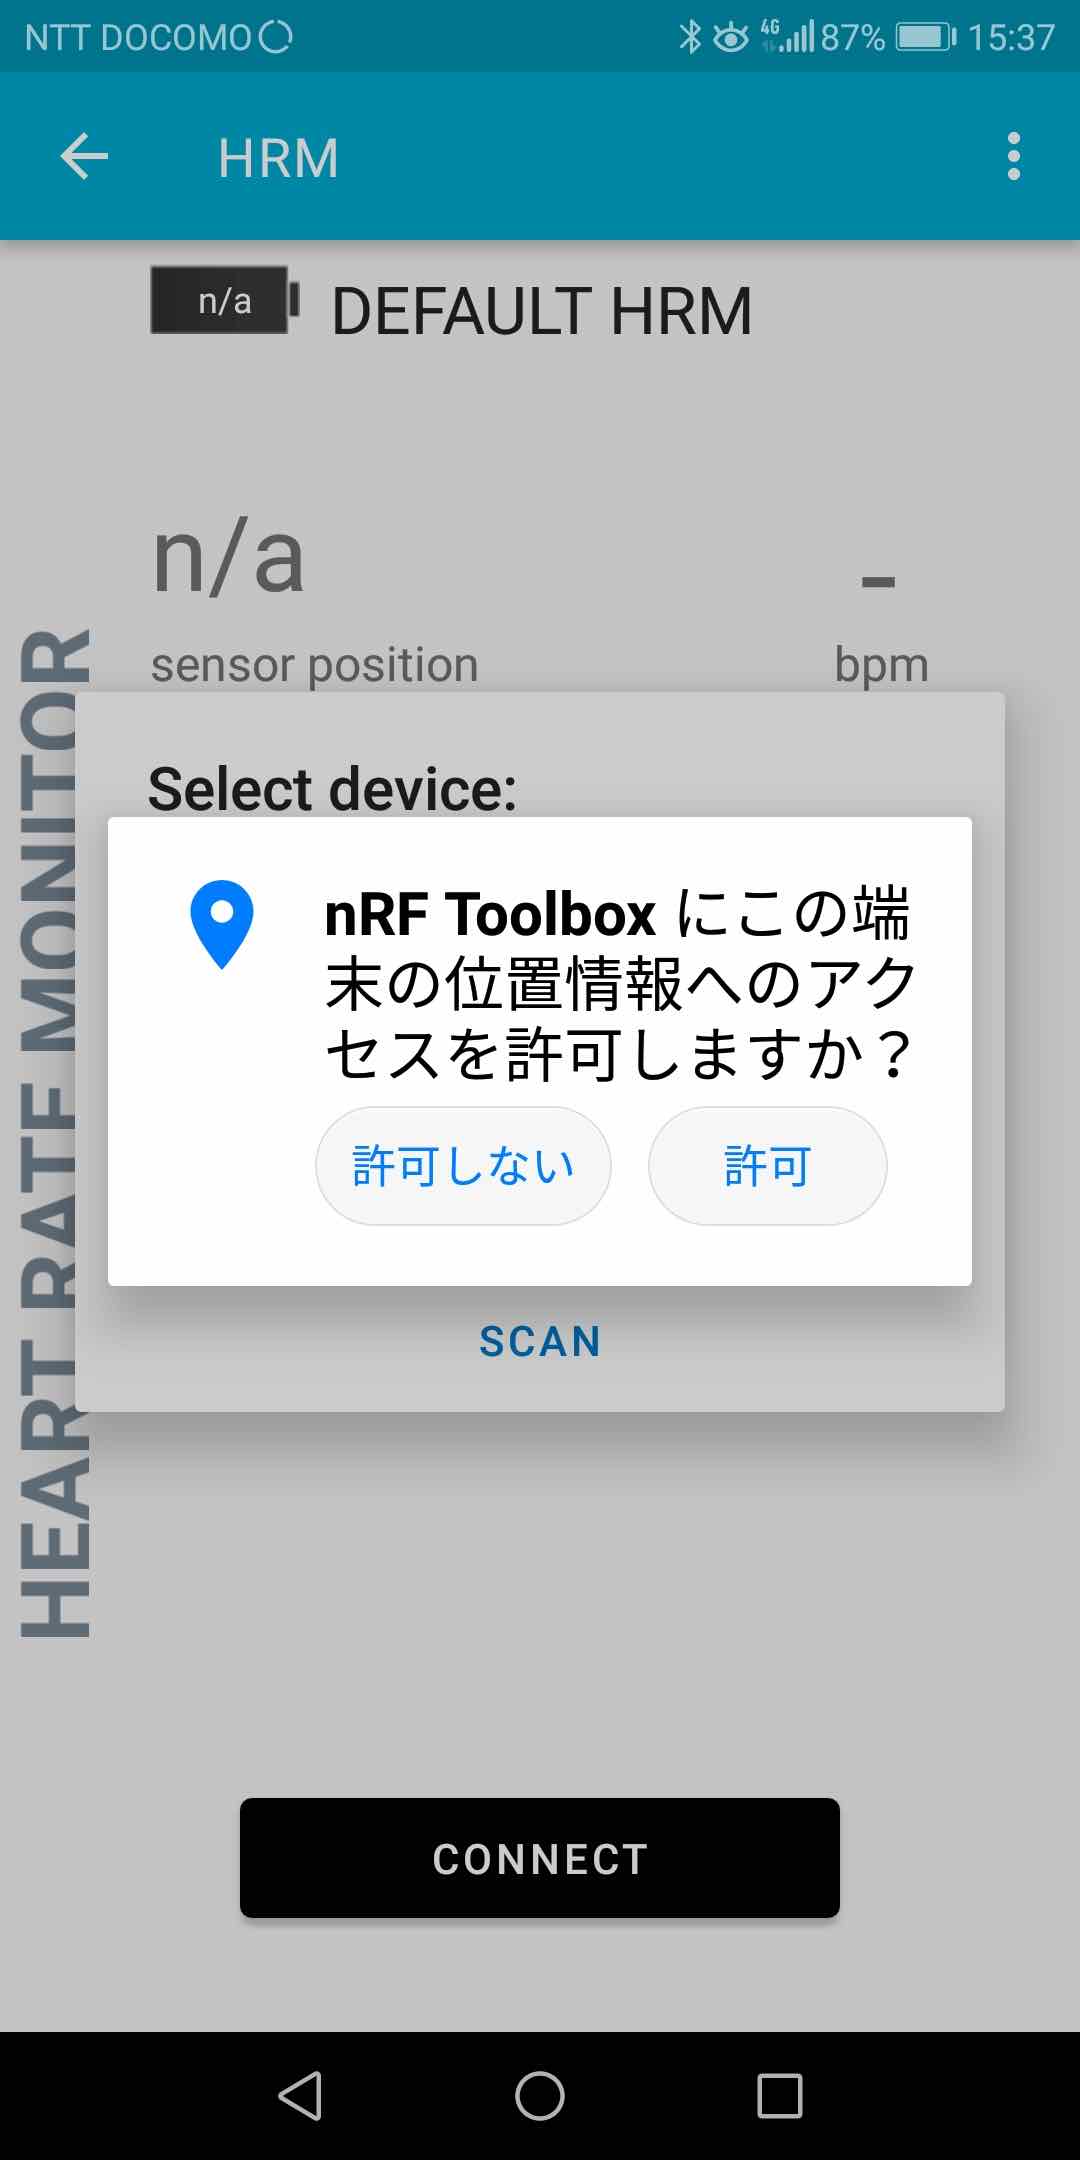 NTT DOCOMO 4G 87% 15:37
HRM
n/a DEFAULT HRM
n/a -
sensor position bpm
HEART RATE MONITOR
Select device:
nRF Toolbox にこの端
末の位置情報へのアク
セスを許可しますか？
許可しない 許可
SCAN
CONNECT